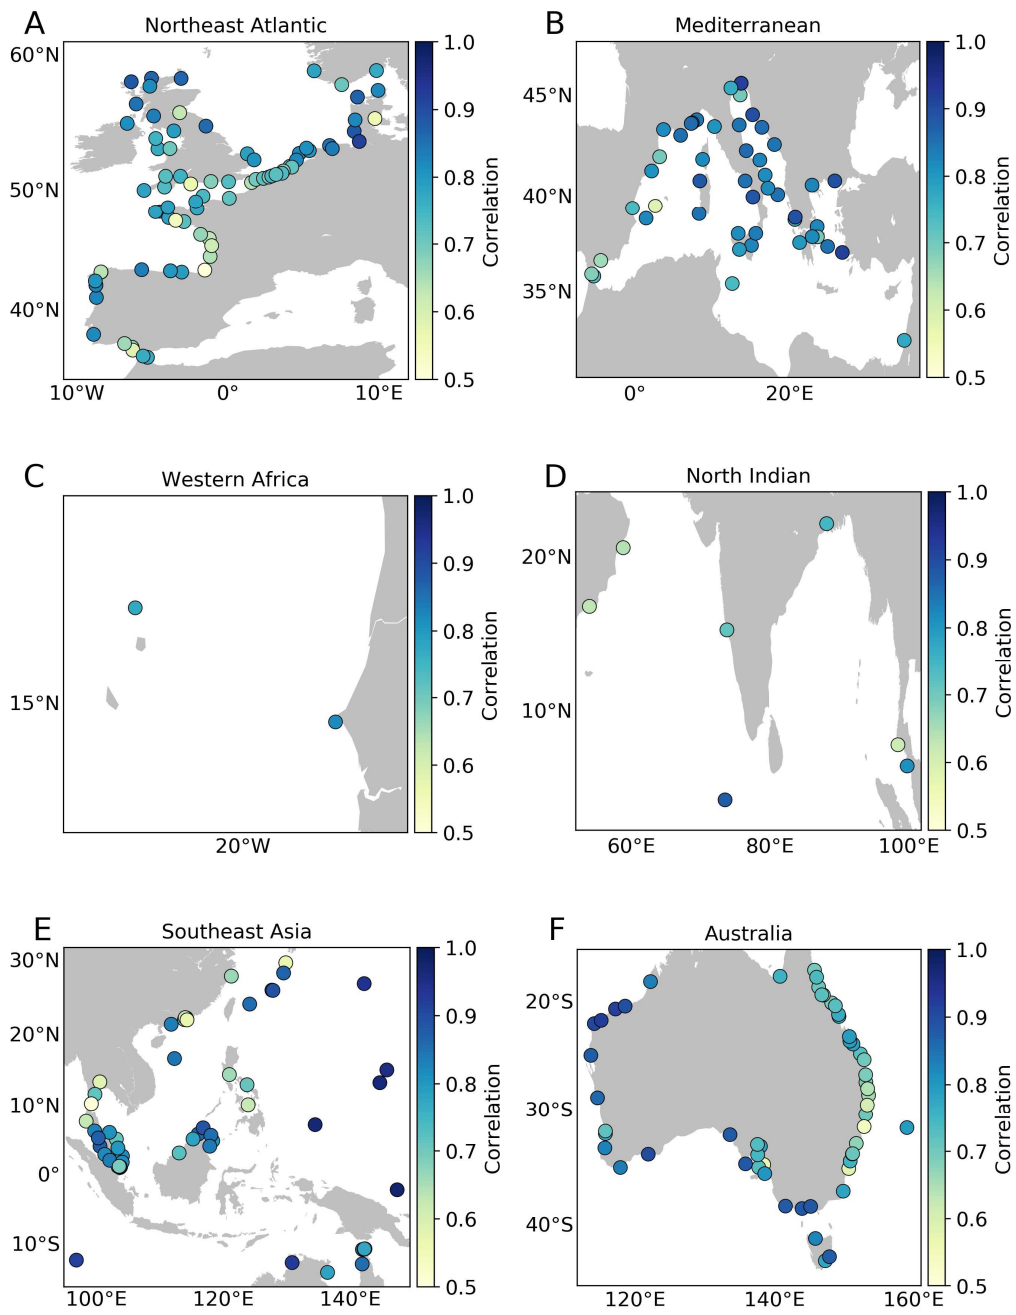 A
Northeast Atlantic
60°N
50°N
40°N
10°W
0°
10°E
1.0
0.9
0.8
0.7
0.6
0.5
Correlation
B
Mediterranean
45°N
40°N
35°N
0°
20°E
1.0
0.9
0.8
0.7
0.6
0.5
Correlation
C
Western Africa
15°N
20°W
1.0
0.9
0.8
0.7
0.6
0.5
Correlation
D
North Indian
20°N
10°N
60°E
80°E
100°E
1.0
0.9
0.8
0.7
0.6
0.5
Correlation
E
Southeast Asia
30°N
20°N
10°N
0°
10°S
100°E
120°E
140°E
1.0
0.9
0.8
0.7
0.6
0.5
Correlation
F
Australia
20°S
30°S
40°S
120°E
140°E
160°E
1.0
0.9
0.8
0.7
0.6
0.5
Correlation